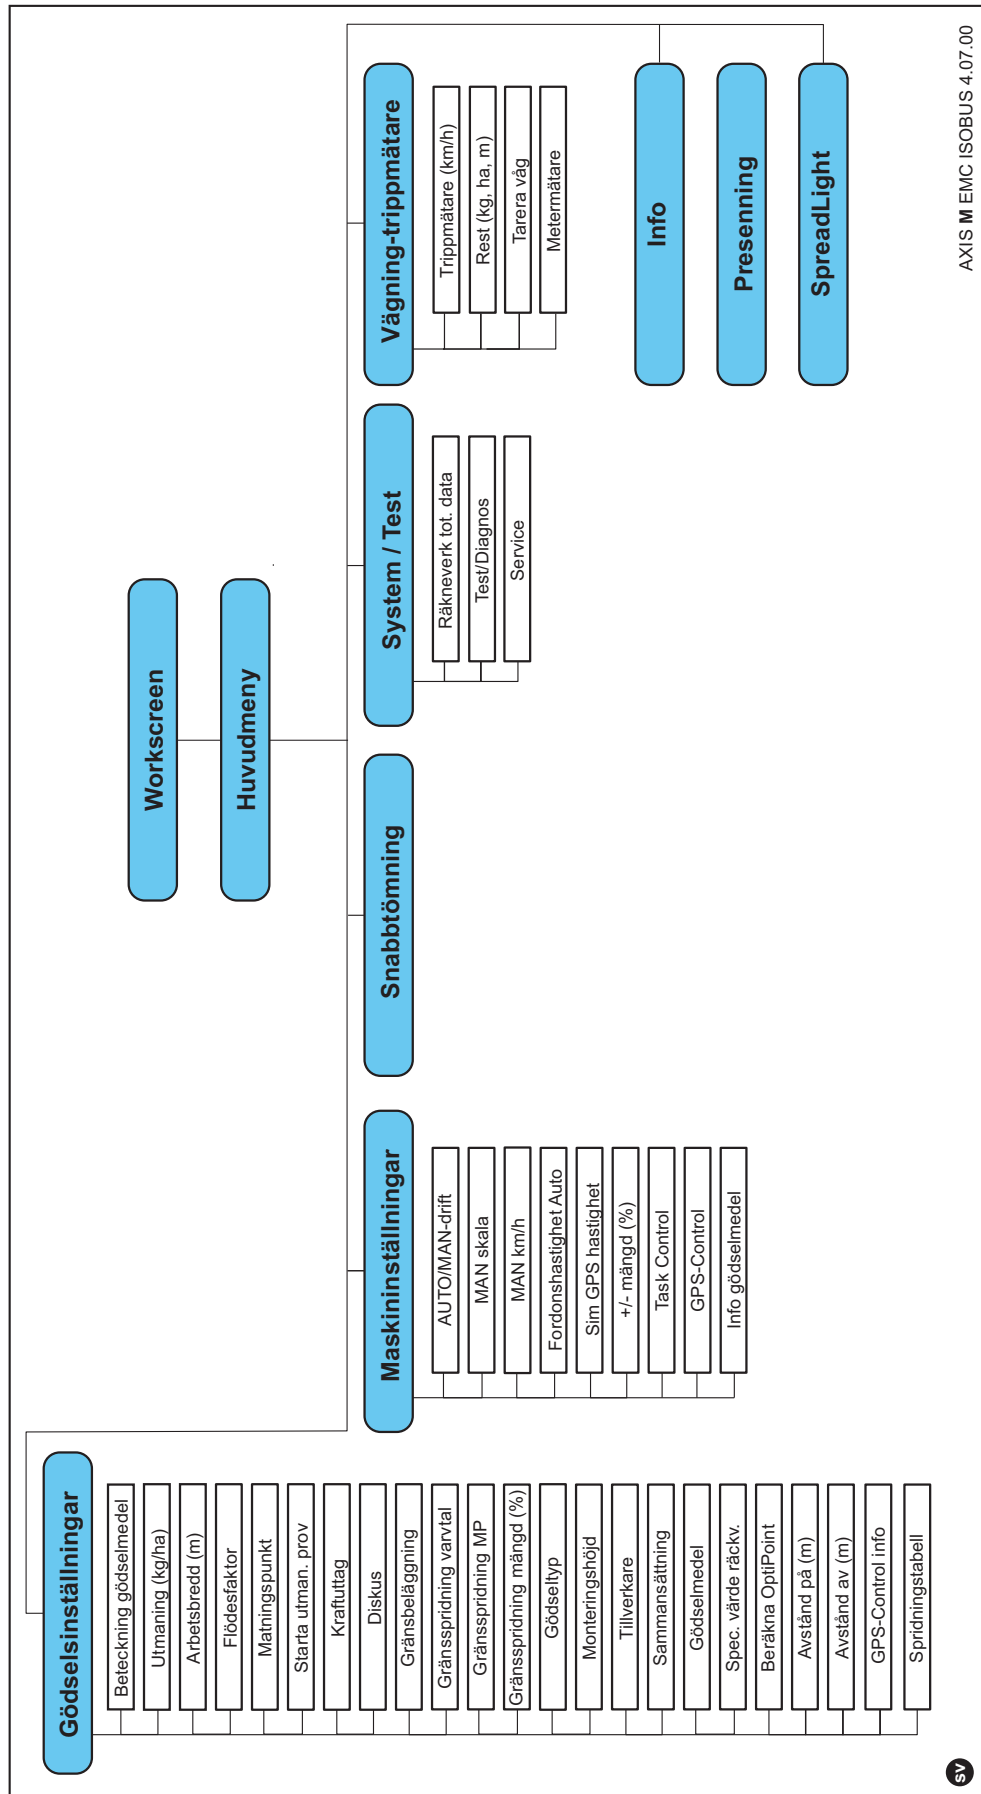 Workscreen
Huvudmeny
Gödselsinställningar
Beteckning gödselmedel
Utmaning (kg/ha)
Arbetsbredd (m)
Flödesfaktor
Matningspunkt
Starta utman. prov
Kraftuttag
Diskus
Gränsbeläggning
Gränsspridning varvtal
Gränsspridning MP
Gränsspridning mängd (%)
Gödseltyp
Monteringshöjd
Tillverkare
Sammansättning
Gödselmedel
Spec. värde räckv.
Beräkna OptiPoint
Avstånd på (m)
Avstånd av (m)
GPS-Control info
Spridningstabell
Maskininställningar
AUTO/MAN-drift
MAN skala
MAN km/h
Fordonshastighet Auto
Sim GPS hastighet
+/- mängd (%)
Task Control
GPS-Control
Info gödselmedel
Snabbtömning
System / Test
Räkneverk tot. data
Test/Diagnos
Service
Vägning-trippmätare
Trippmätare (km/h)
Rest (kg, ha, m)
Tarera våg
Metermätare
Info
Presenning
SpreadLight
sv
AXIS M EMC ISOBUS 4.07.00